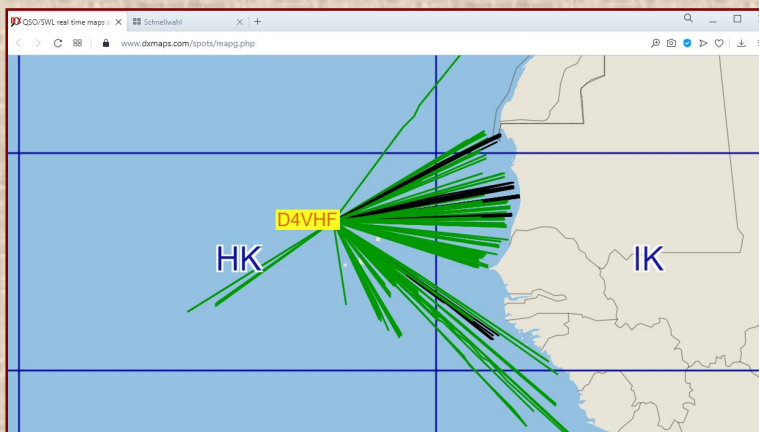 QSO/SWL real time maps
Schnellwahl
www.dxmaps.com/spots/mapg.php
D4VHF
HK
IK